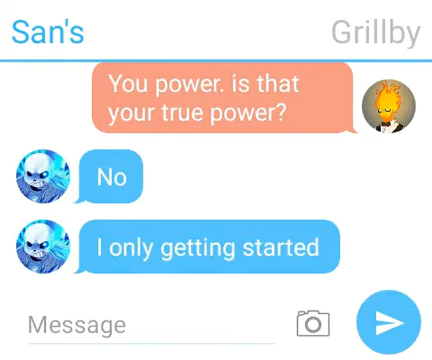 San's
Grillby
You power. is that
your true power?
No
I only getting started
Message